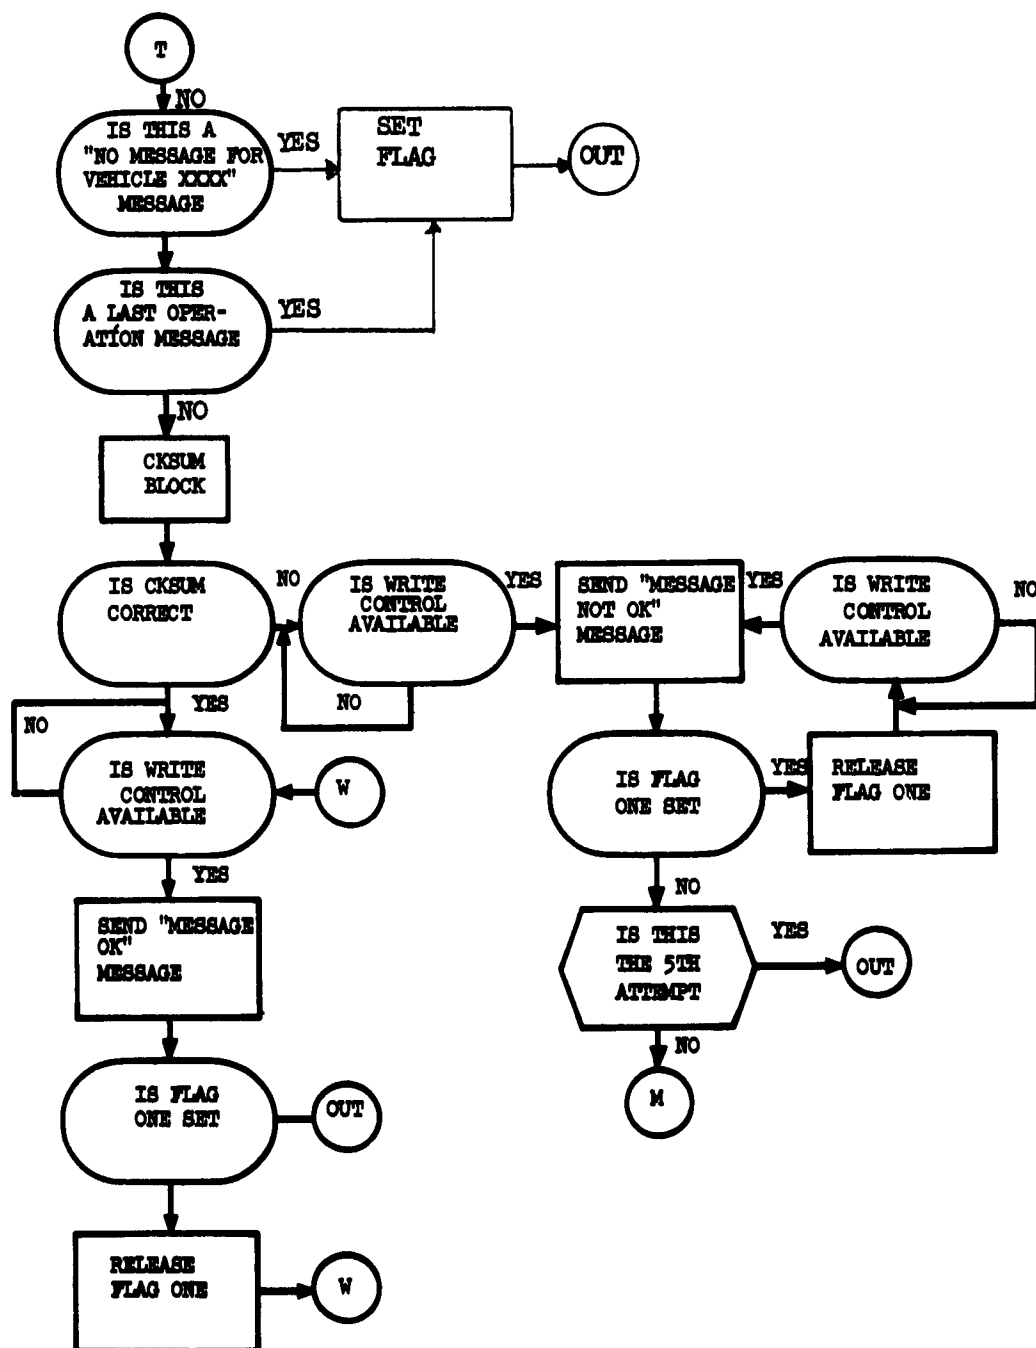 T
NO
IS THIS A
"NO MESSAGE FOR
VEHICLE XXXX"
MESSAGE
YES
SET
FLAG
OUT
IS THIS
A LAST OPER-
ATION MESSAGE
YES
NO
CKSUM
BLOCK
IS CKSUM
CORRECT
NO
IS WRITE
CONTROL
AVAILABLE
NO
YES
SEND "MESSAGE
NOT OK"
MESSAGE
YES
IS WRITE
CONTROL
AVAILABLE
NO
YES
NO
IS WRITE
CONTROL
AVAILABLE
W
IS FLAG
ONE SET
YES
RELEASE
FLAG ONE
YES
NO
SEND "MESSAGE
OK"
MESSAGE
IS THIS
THE 5TH
ATTEMPT
YES
OUT
NO
M
IS FLAG
ONE SET
OUT
RELEASE
FLAG ONE
W